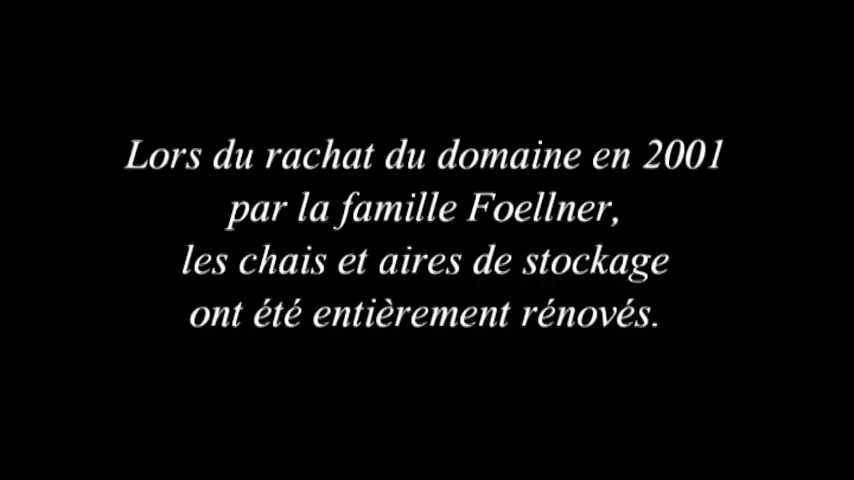 Lors du rachat du domaine en 2001
par la famille Foellner,
les chais et aires de stockage
ont été entièrement rénovés.